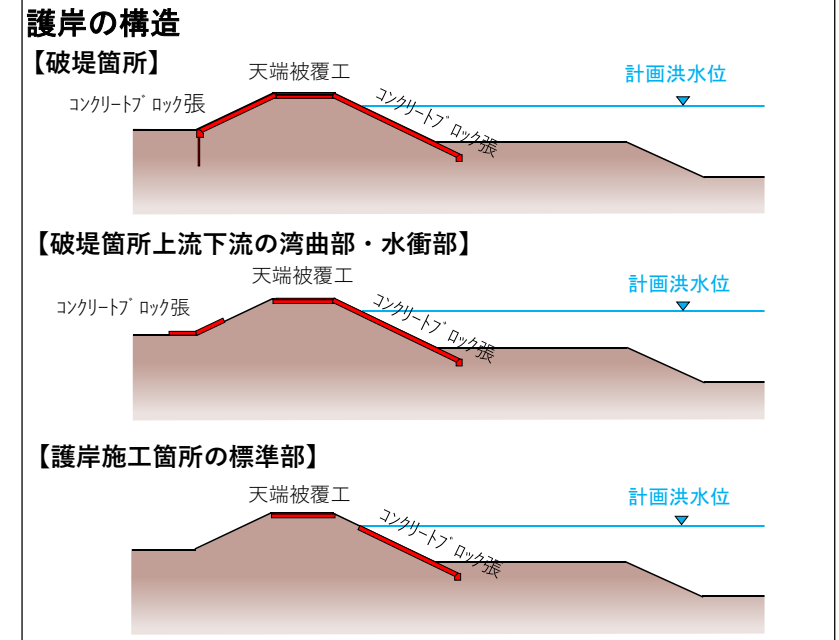 護岸の構造
【破堤箇所】
天端被覆工
計画洪水位
コンクリートブロック張
コンクリートブロック張
【破堤箇所上流下流の湾曲部・水衝部】
天端被覆工
計画洪水位
コンクリートブロック張
コンクリートブロック張
【護岸施工箇所の標準部】
天端被覆工
計画洪水位
コンクリートブロック張